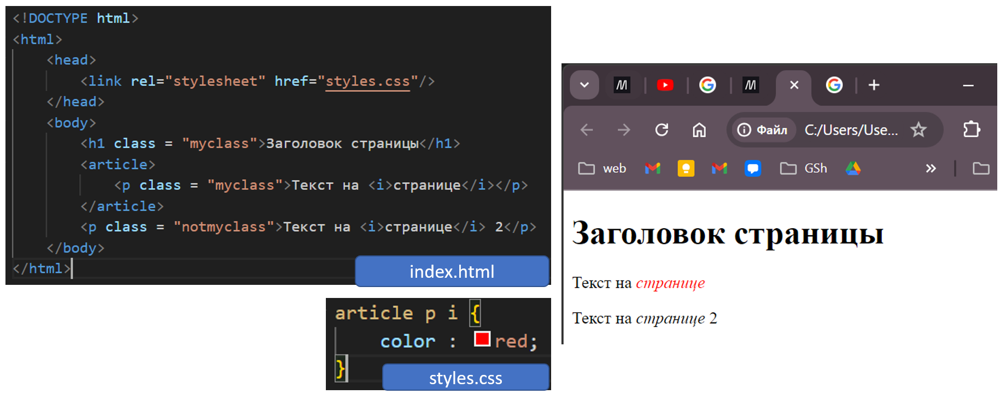 <!DOCTYPE html>
<html>
    <head>
        <link rel="stylesheet" href="styles.css"/>
    </head>
    <body>
        <h1 class = "myclass">Заголовок страницы</h1>
        <article>
            <p class = "myclass">Текст на <i>странице</i></p>
        </article>
        <p class = "notmyclass">Текст на <i>странице</i> 2</p>
    </body>
</html>
index.html
article p i {
    color : red;
}
styles.css
Файл C:/Users/Use...
web GSh
Заголовок страницы
Текст на странице
Текст на странице 2